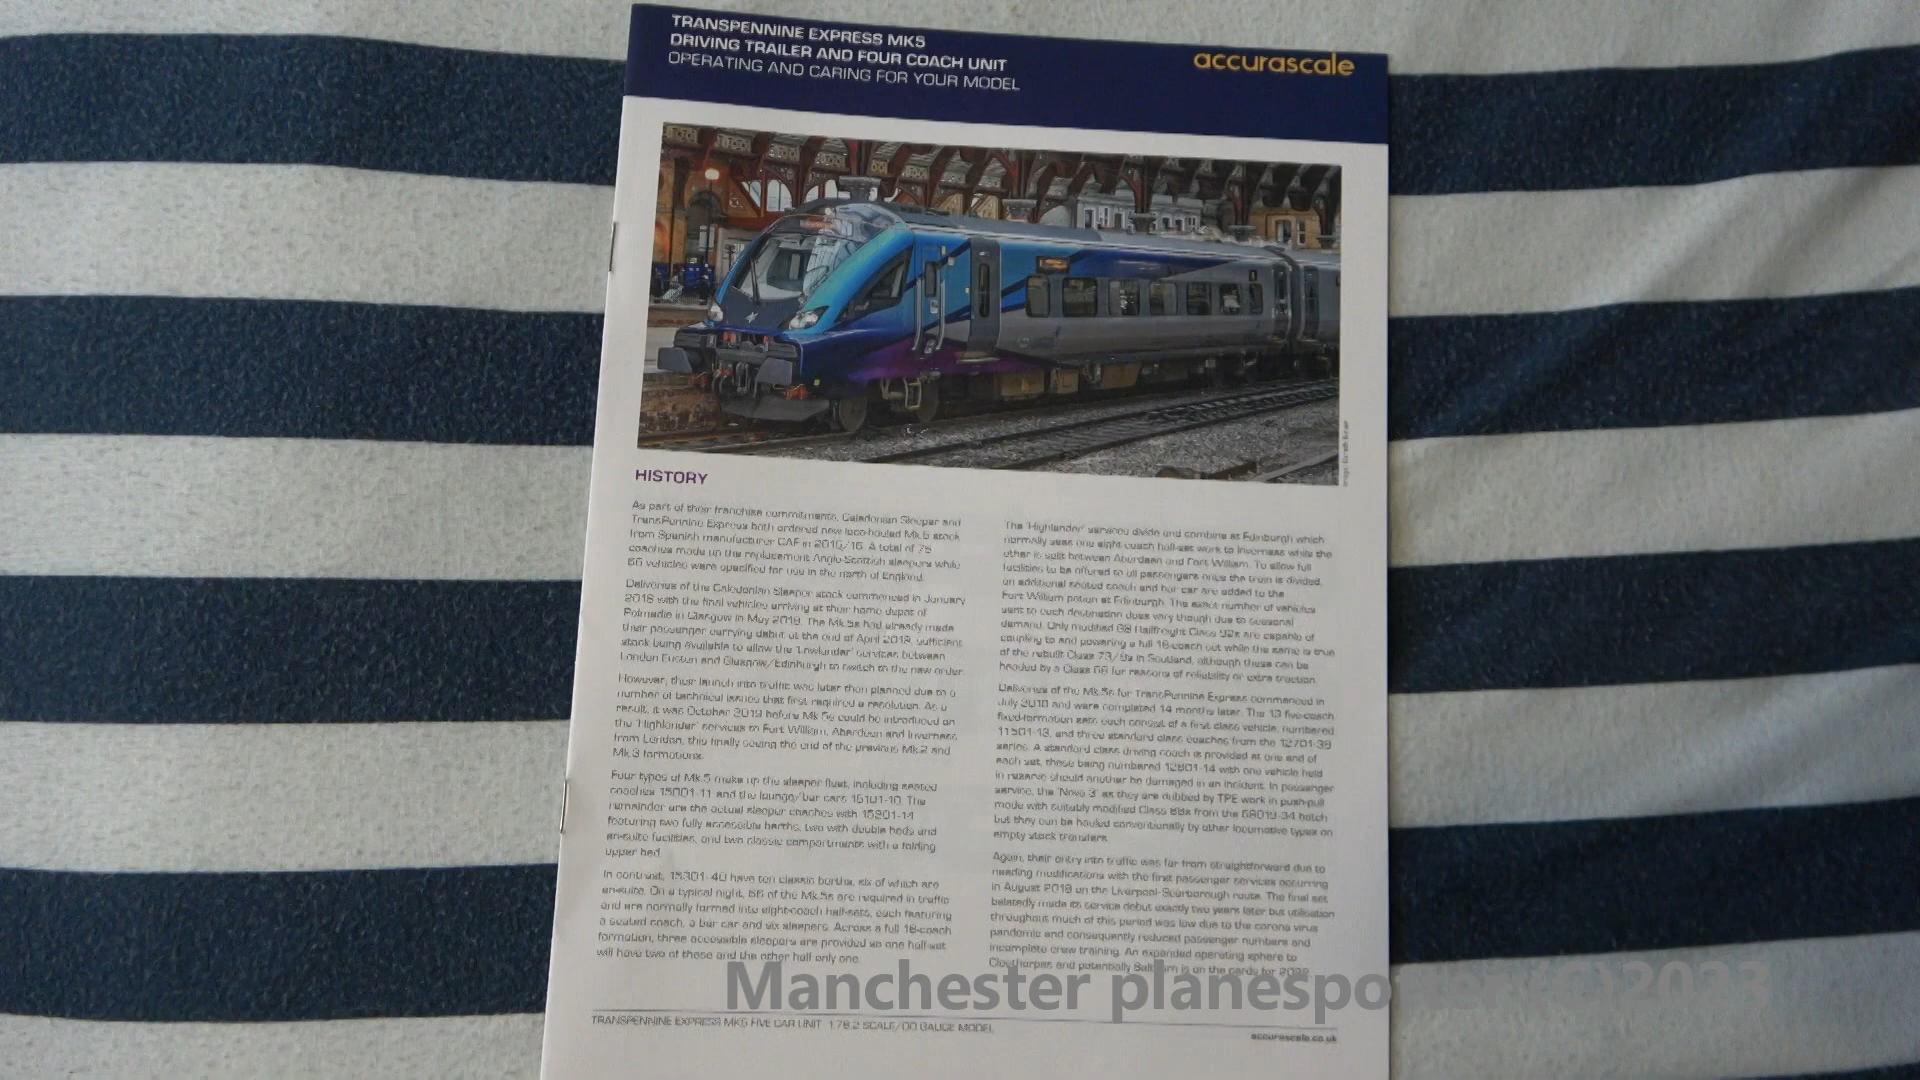 TRANSPENNINE EXPRESS MK5
DRIVING TRAILER AND FOUR COACH UNIT
OPERATING AND CARING FOR YOUR MODEL
accurascale
HISTORY
As part of their franchise commitments, Caledonian Sleeper and
TransPennine Express both ordered new loco-hauled Mk.5 stock
from Spanish manufacturer CAF in 2015/16. A total of 75
coaches made up the replacement Anglo-Scottish sleepers while
66 vehicles were specified for use in the north of England.
Deliveries of the Caledonian Sleeper stock commenced in January
2018 with the final vehicles arriving at their home depot of
Polmadie in Glasgow in May 2019. The Mk.5s had already made
their passenger carrying debut at the end of April 2019, sufficient
stock being available to allow the 'Lowlander' services between
London Euston and Glasgow/Edinburgh to switch to the new order.
However, their launch into traffic was later than planned due to a
number of technical issues that first required a resolution. As a
result, it was October 2019 before Mk.5s could be introduced on
the 'Highlander' services to Fort William, Aberdeen and Inverness
from London, this finally seeing the end of the previous Mk.2 and
Mk.3 formations.
Four types of Mk.5 make up the sleeper fleet, including seated
coaches 15001-11 and the lounge/bar cars 15101-10. The
remainder are the actual sleeper coaches with 15201-14
featuring two fully accessible berths, two with double beds and
en-suite facilities, and two classic compartments with a folding
upper bed.
In contrast, 15301-40 have ten classic berths, six of which are
en-suite. On a typical night, 66 of the Mk.5s are required in traffic
and are normally formed into eight-coach half-sets, each featuring
a seated coach, a bar car and six sleepers. Across a full 16-coach
formation, three accessible sleepers are provided as one half-set
will have two of these and the other half only one.
The 'Highlander' versions divide and combine at Edinburgh which
normally sees one eight-coach half-set work to Inverness while the
other is split between Aberdeen and Fort William. To allow full
facilities to be offered to all passengers once the train is divided,
an additional seated coach and bar car are added to the
Fort William potion at Edinburgh. The exact number of vehicles
sent to each destination does vary though due to seasonal
demand. Only modified GB Railfreight Class 92s are capable of
coupling to and powering a full 16-coach set while the same is true
of the rebuilt Class 73/9s in Scotland, although these can be
headed by a Class 66 for reasons of reliability or extra traction.
Deliveries of the Mk.5s for TransPennine Express commenced in
July 2018 and were completed 14 months later. The 13 five-coach
fixed-formation sets each consist of a first class vehicle, numbered
11501-13, and three standard class coaches from the 12701-39
series. A standard class driving coach is provided at one end of
each set, these being numbered 12801-14 with one vehicle held
in reserve should another be damaged in an incident. In passenger
service, the 'Nova 3' as they are dubbed by TPE work in push-pull
mode with suitably modified Class 68s from the 68019-34 batch
but they can be hauled conventionally by other locomotive types on
empty stock transfers.
Again, their entry into traffic was far from straightforward due to
needing modifications with the first passenger services occurring
in August 2019 on the Liverpool-Scarborough route. The final set
belatedly made its service debut exactly two years later but utilisation
throughout much of this period was low due to the corona virus
pandemic and consequently reduced passenger numbers and
incomplete crew training. An expanded operating sphere to
Cleethorpes and potentially is on the cards for 2022
TRANSPENNINE EXPRESS MK5 FIVE CAR UNIT 1:76.2 SCALE/OO GAUGE MODEL
accurascale.co.uk
Manchester 2023